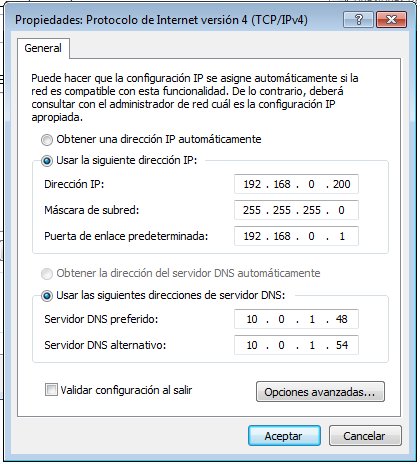 Propiedades: Protocolo de Internet versión 4 (TCP/IPv4)
General
Puede hacer que la configuración IP se asigne automáticamente si la
red es compatible con esta funcionalidad. De lo contrario, deberá
consultar con el administrador de red cuál es la configuración IP
apropiada.
Obtener una dirección IP automáticamente
Usar la siguiente dirección IP:
Dirección IP: 192 . 168 . 0 . 200
Máscara de subred: 255 . 255 . 255 . 0
Puerta de enlace predeterminada: 192 . 168 . 0 . 1
Obtener la dirección del servidor DNS automáticamente
Usar las siguientes direcciones de servidor DNS:
Servidor DNS preferido: 10 . 0 . 1 . 48
Servidor DNS alternativo: 10 . 0 . 1 . 54
Validar configuración al salir
Opciones avanzadas...
Aceptar Cancelar